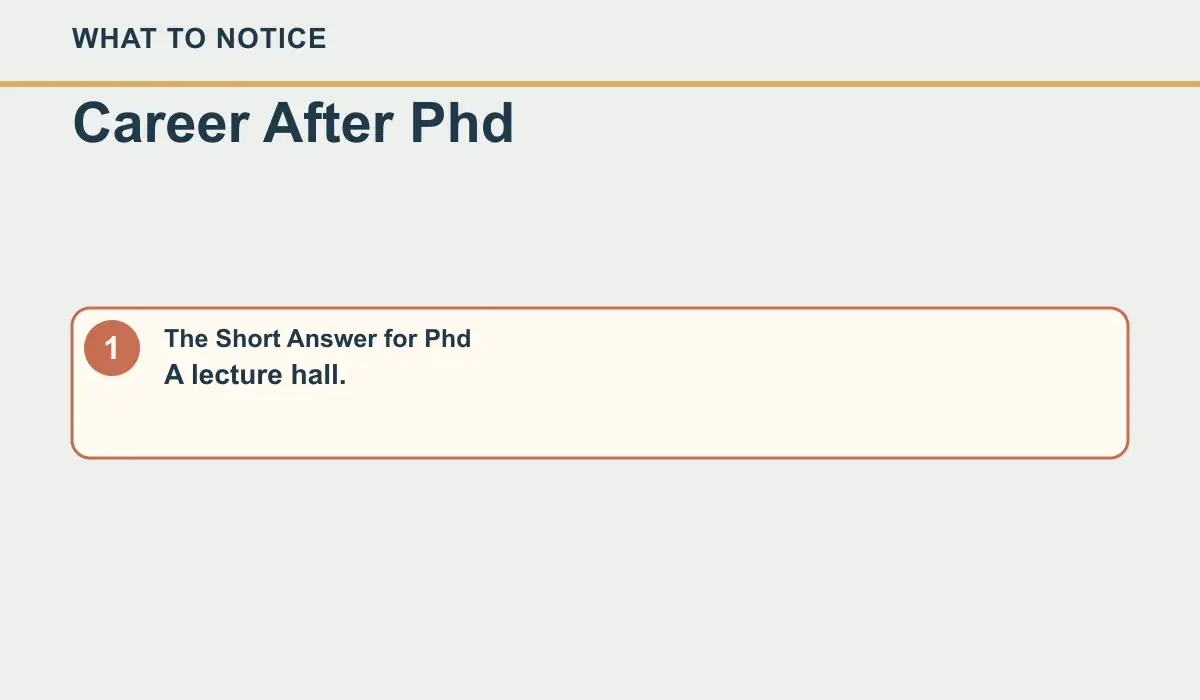 WHAT TO NOTICE
Career After Phd
1
The Short Answer for Phd
A lecture hall.